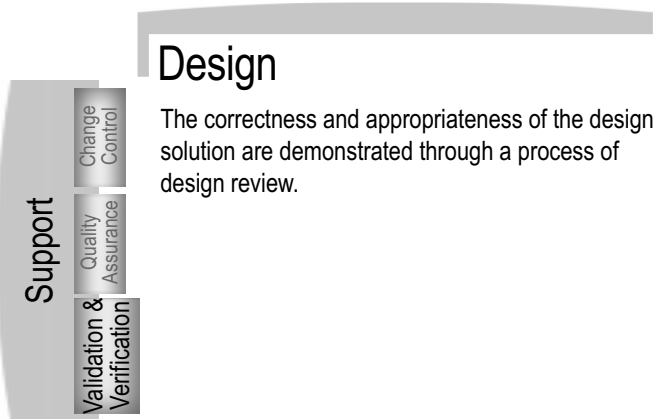 Design
The correctness and appropriateness of the design
solution are demonstrated through a process of
design review.
Support
Change
Control
Quality
Assurance
Validation &
Verification